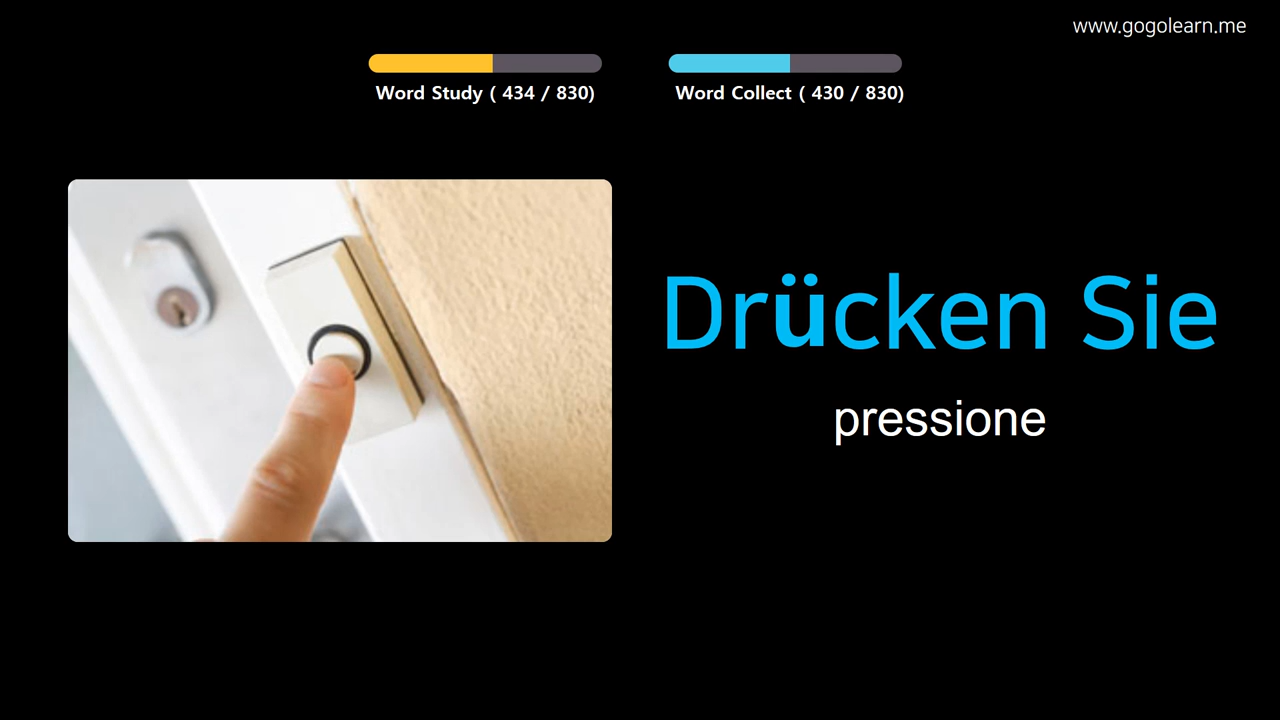 www.gogolearn.me
Word Study ( 434 / 830)
Word Collect ( 430 / 830)
Drücken Sie
pressione